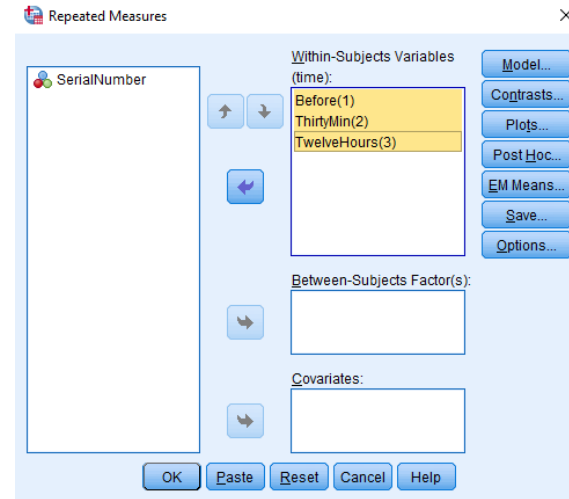 Repeated Measures
SerialNumber
Within-Subjects Variables
(time):
Before(1)
ThirtyMin(2)
TwelveHours(3)
Between-Subjects Factor(s):
Covariates:
Model...
Contrasts...
Plots...
Post Hoc...
EM Means...
Save...
Options...
OK
Paste
Reset
Cancel
Help